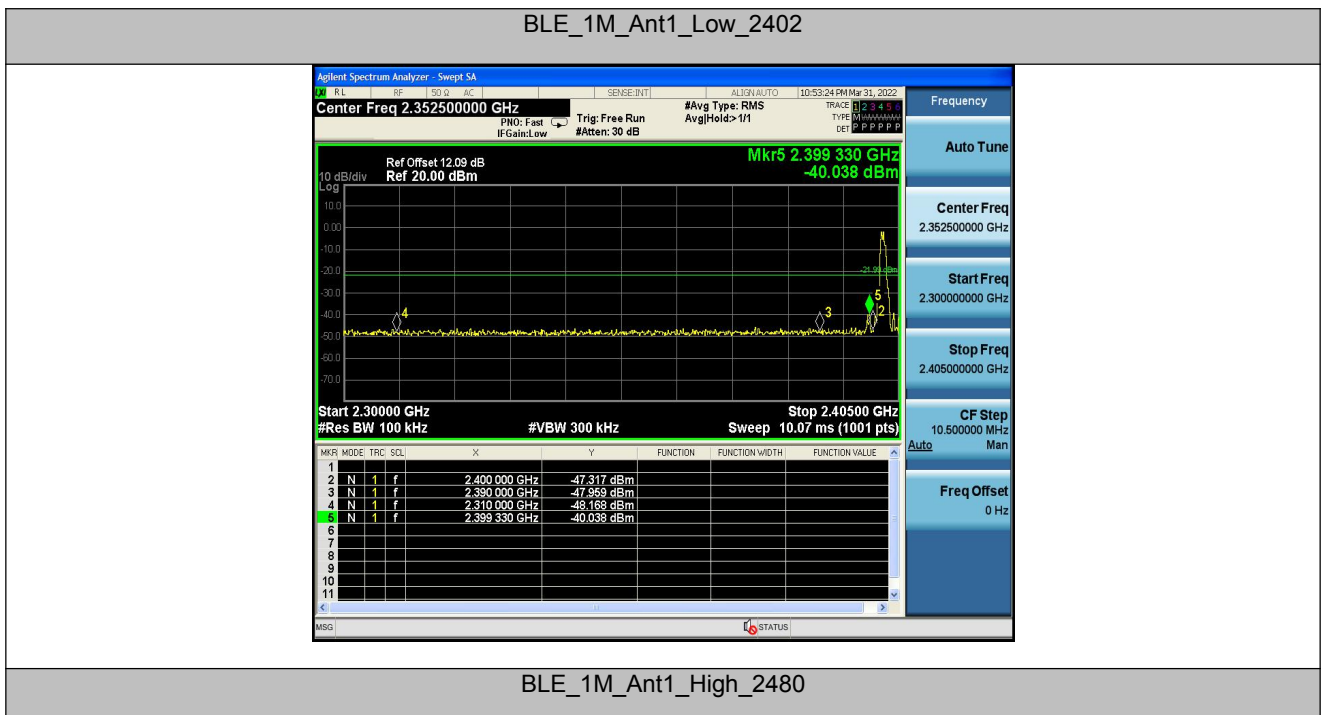 BLE_1M_Ant1_Low_2402
Agilent Spectrum Analyzer - Swept SA
RL RF 50 Ω AC SENSE:INT ALIGN AUTO 10:53:24 PM Mar 31, 2022
Center Freq 2.352500000 GHz
PNO: Fast
IFGain:Low
Trig: Free Run
#Atten: 30 dB
#Avg Type: RMS
Avg|Hold:>1/1
TRACE 1 2 3 4 5 6
TYPE M
DET P P P P P P
Frequency
Auto Tune
Center Freq
2.352500000 GHz
Start Freq
2.300000000 GHz
Stop Freq
2.405000000 GHz
CF Step
10.500000 MHz
Auto Man
Freq Offset
0 Hz
Mkr5 2.399 330 GHz
-40.038 dBm
Ref Offset 12.09 dB
10 dB/div Ref 20.00 dBm
Log
10.0
0.00
-10.0
-20.0
-21.99 dBm
-30.0
-40.0
-50.0
-60.0
-70.0
4
3
5
2
Start 2.30000 GHz Stop 2.40500 GHz
#Res BW 100 kHz #VBW 300 kHz Sweep 10.07 ms (1001 pts)
MKR MODE TRC SCL X Y FUNCTION FUNCTION WIDTH FUNCTION VALUE
1
2 N 1 f 2.400 000 GHz -47.317 dBm
3 N 1 f 2.390 000 GHz -47.959 dBm
4 N 1 f 2.310 000 GHz -48.168 dBm
5 N 1 f 2.399 330 GHz -40.038 dBm
6
7
8
9
10
11
MSG STATUS
BLE_1M_Ant1_High_2480